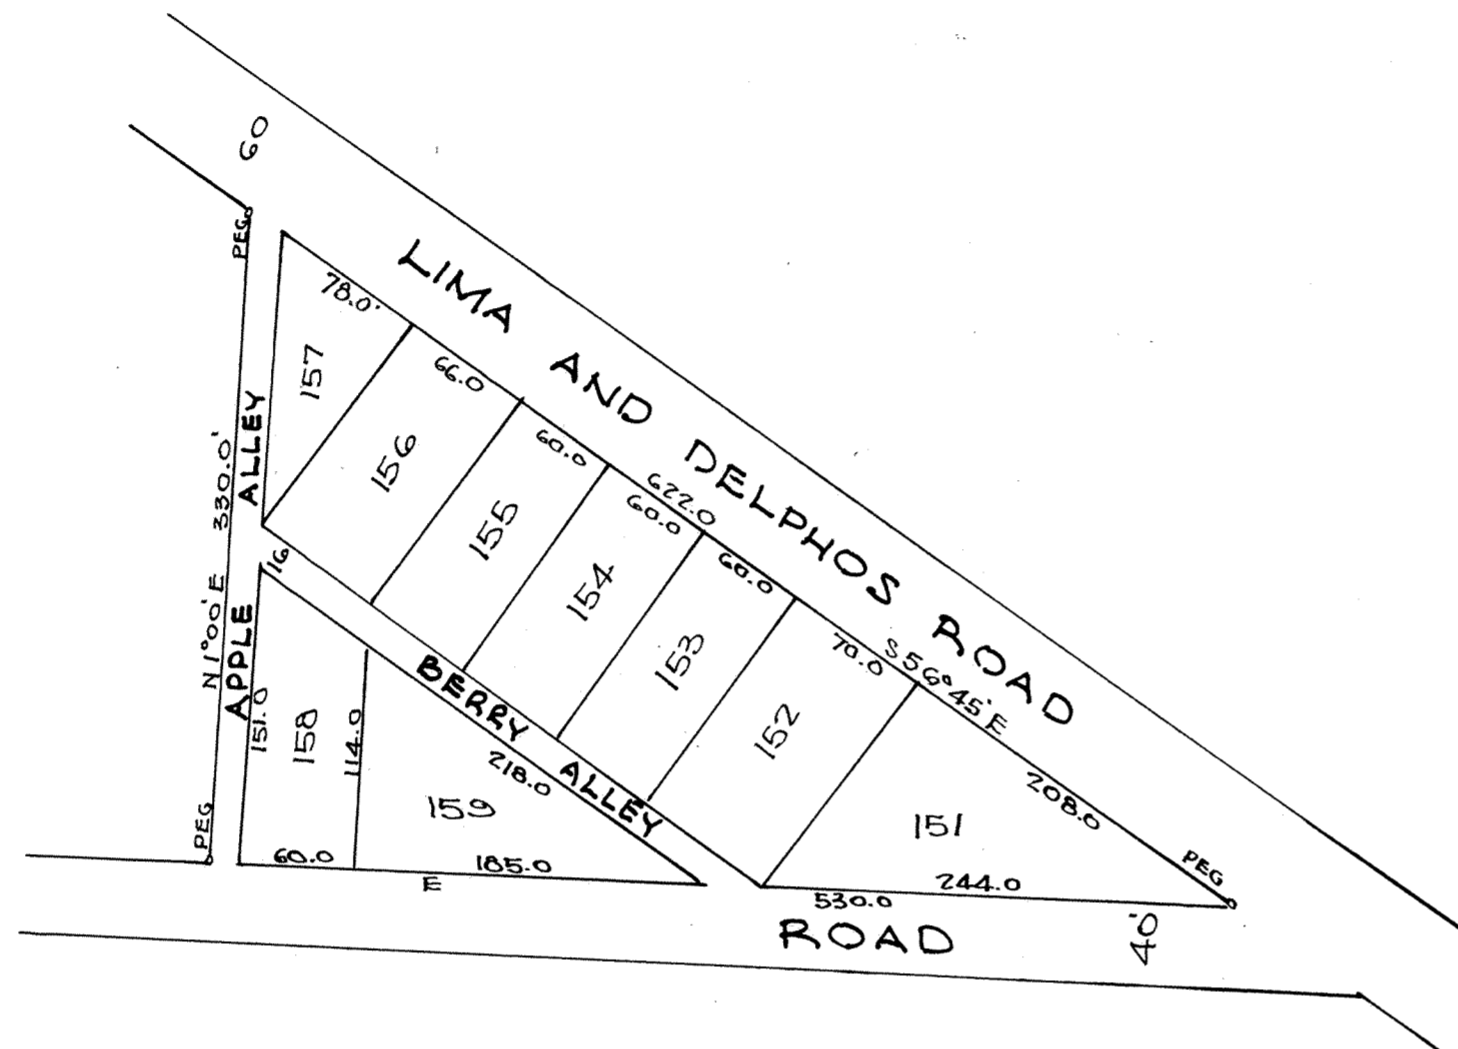 60
PEG
LIMA AND DELPHOS ROAD
78.0'
157
66.0
156
60.0
155
622.0
60.0
154
60.0
153
70.0
152
S 56° 45' E
208.0
151
PEG
244.0
530.0
APPLE ALLEY
N 1° 00' E 330.0'
16
BERRY ALLEY
151.0
158
114.0
218.0
159
PEG
60.0
185.0
E
ROAD
40